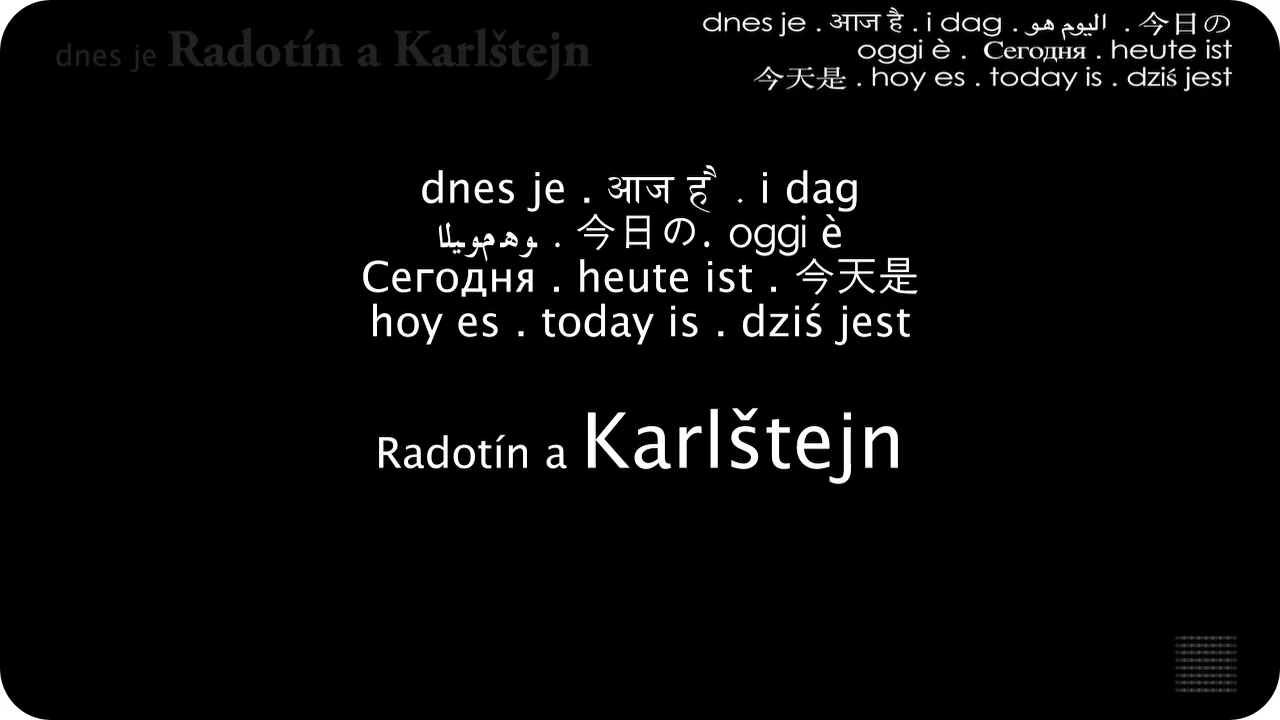 dnes je Radotín a Karlštejn
dnes je . आज है . i dag . اليوم هو . 今日の
oggi è . Сегодня . heute ist
今天是 . hoy es . today is . dziś jest
dnes je . आज है . i dag
وه مويلا . 今日の. oggi è
Сегодня . heute ist . 今天是
hoy es . today is . dziś jest
Radotín a Karlštejn